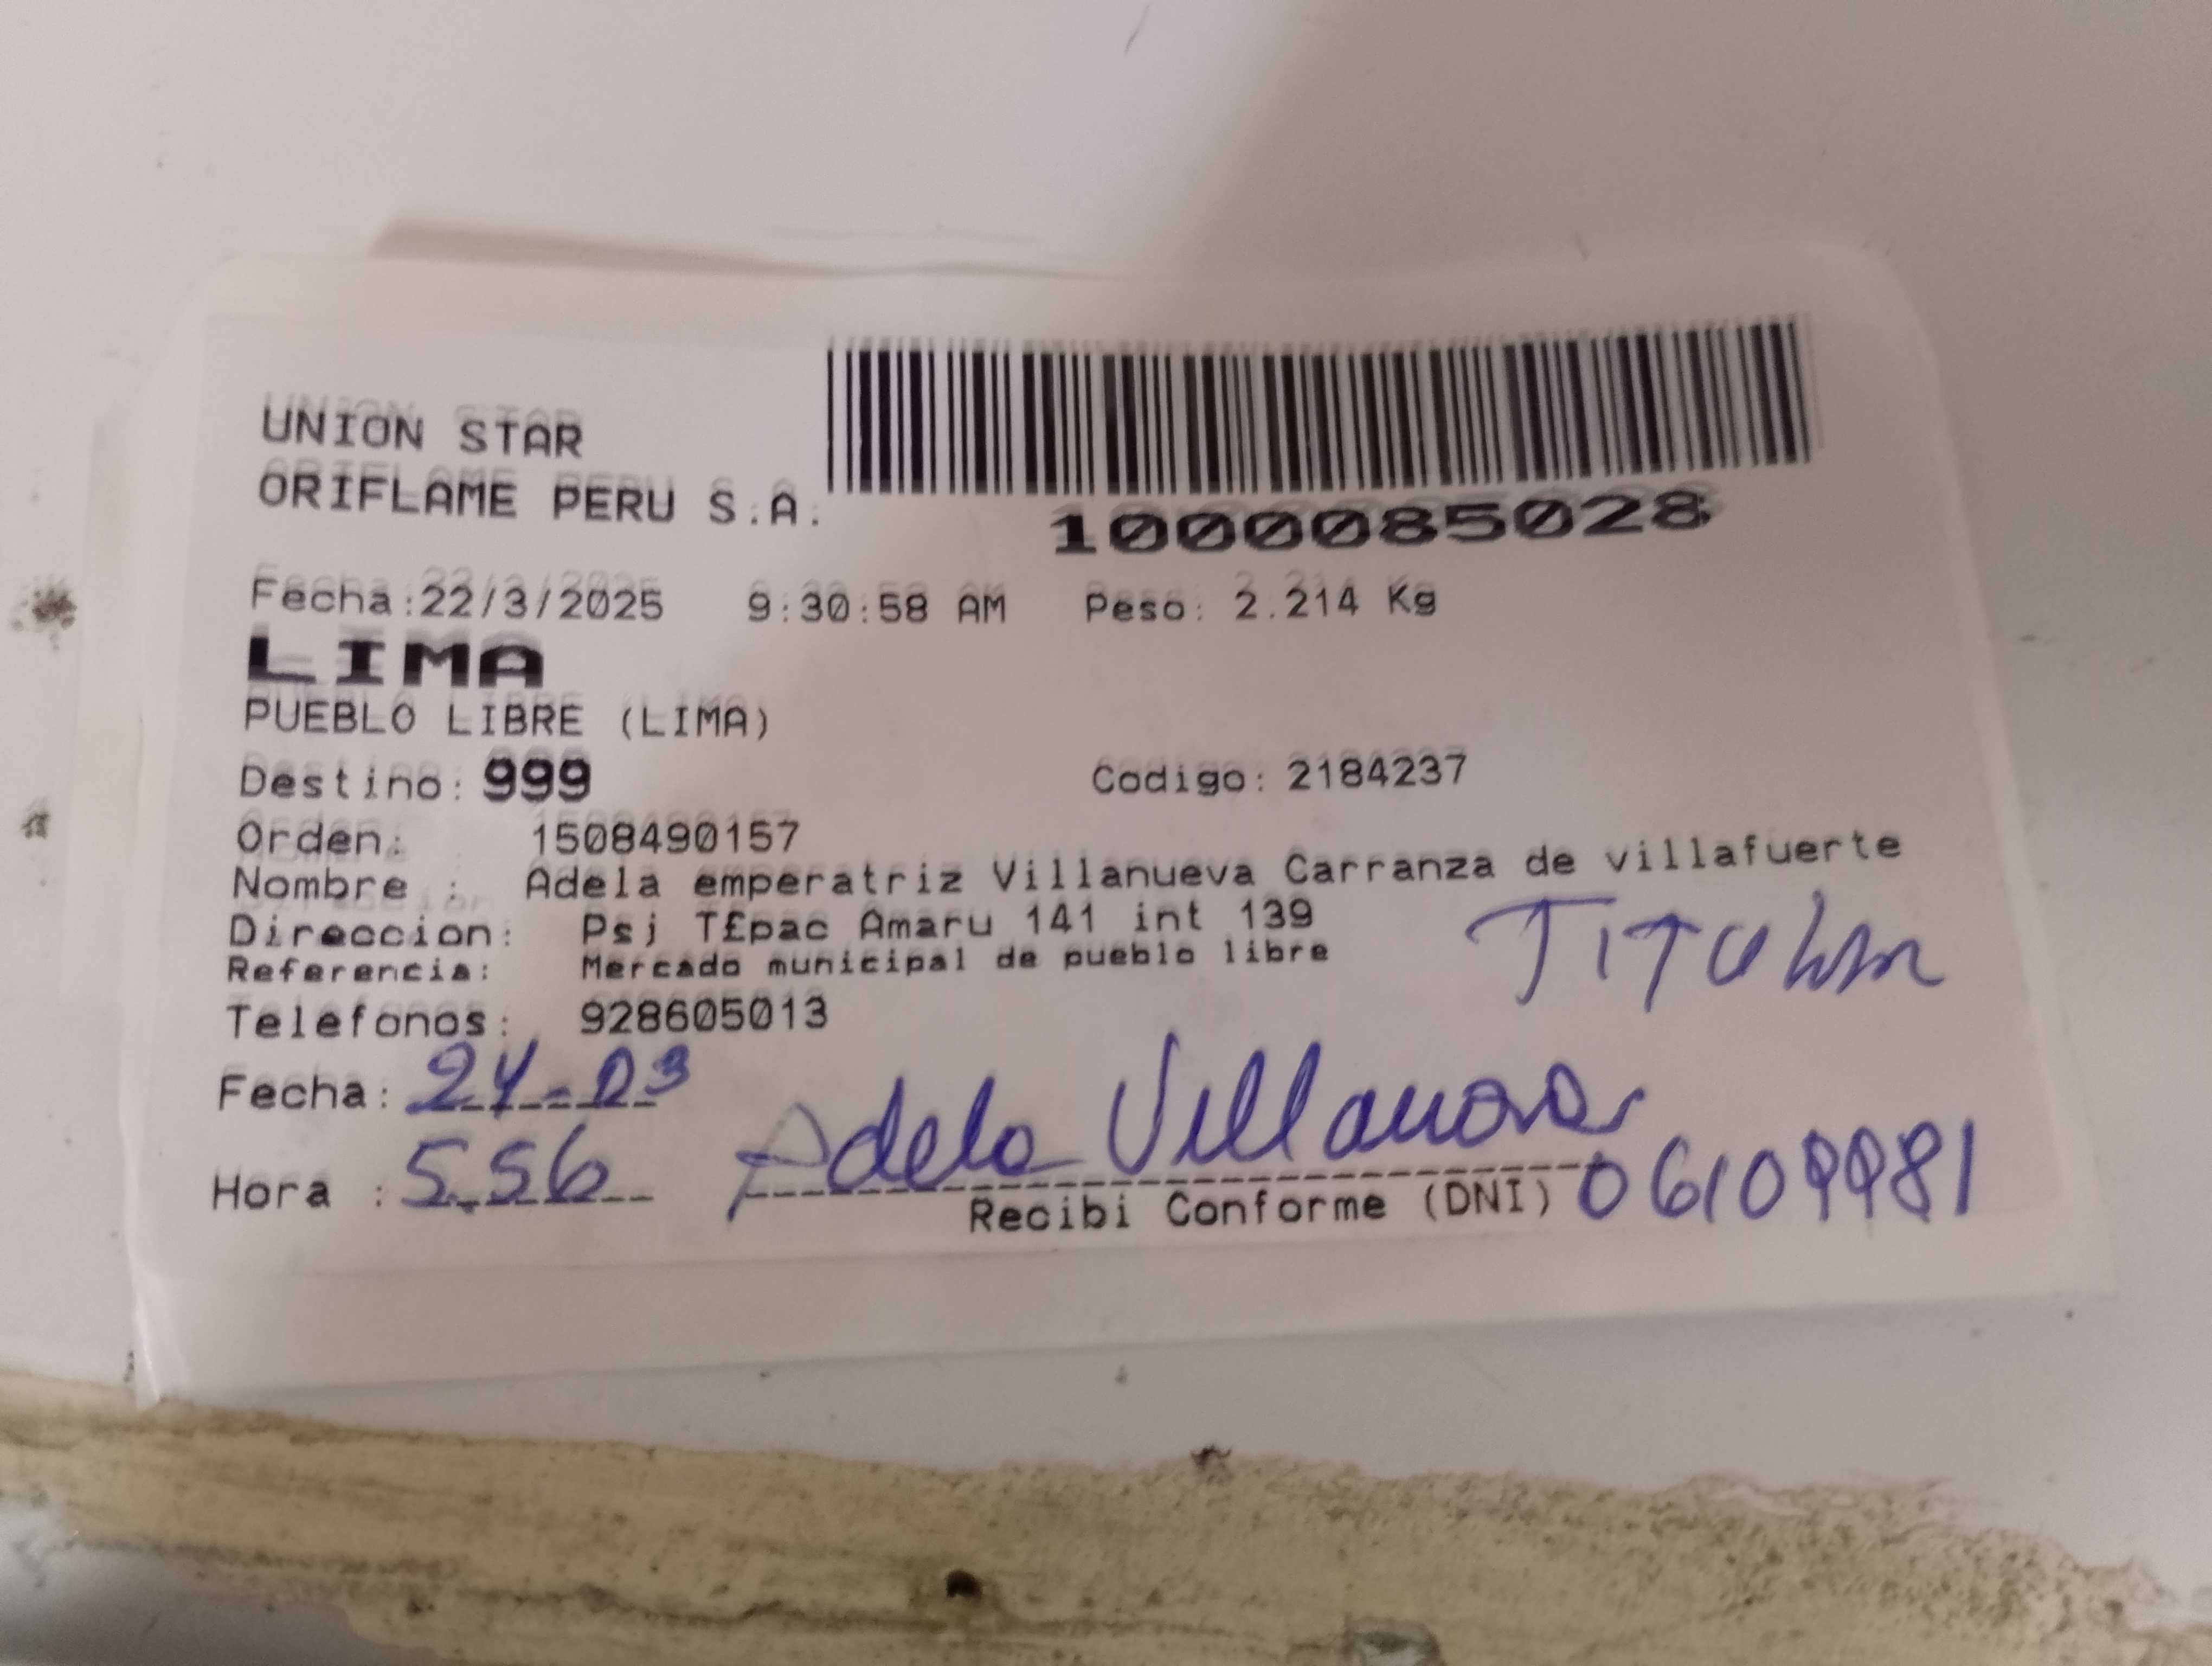 UNION STAR
ORIFLAME PERU S.A.
1000085028
Fecha:22/3/2025 9:30:58 AM Peso: 2.214 Kg
LIMA
PUEBLO LIBRE (LIMA)
Destino: 999 Codigo: 2184237
Orden: 1508490157
Nombre : Adela emperatriz Villanueva Carranza de villafuerte
Direccion: Psj T£pac Amaru 141 int 139
Referencia: Mercado municipal de pueblo libre
TITULAR
Telefonos: 928605013
Fecha: 24-03
Hora : 5.56 Adela Villanueva
Recibi Conforme (DNI) 06109981